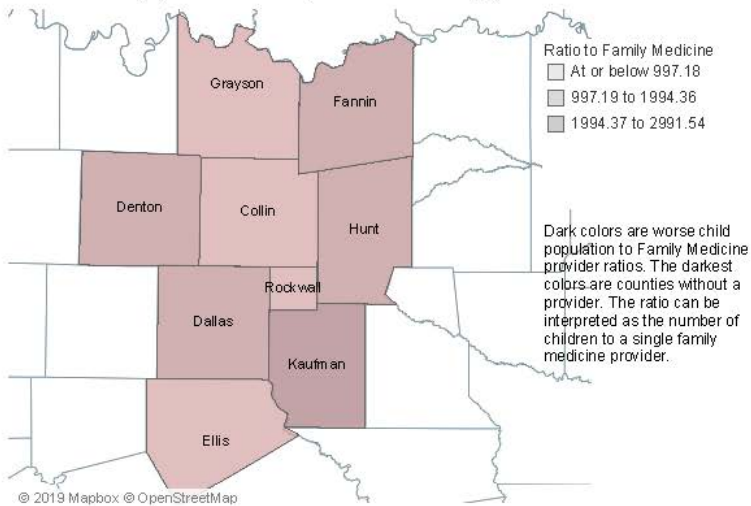 Ratio to Family Medicine
At or below 997.18
997.19 to 1994.36
1994.37 to 2991.54
Grayson
Fannin
Denton
Collin
Hunt
Rockwall
Dallas
Kaufman
Ellis
Dark colors are worse child
population to Family Medicine
provider ratios. The darkest
colors are counties without a
provider. The ratio can be
interpreted as the number of
children to a single family
medicine provider.
© 2019 Mapbox © OpenStreetMap